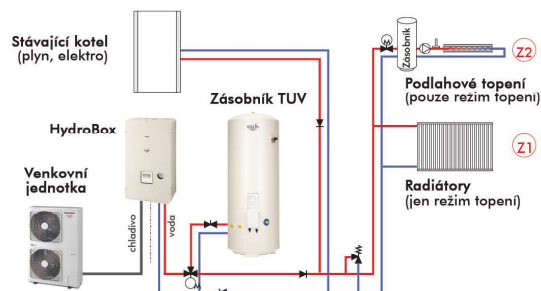 Stávající kotel
(plyn, elektro)
HydroBox
Zásobník TUV
Venkovní
jednotka
chladivo
voda
M
M
Zásobník
Z2
Podlahové topení
(pouze režim topení)
Z1
Radiátory
(jen režim topení)